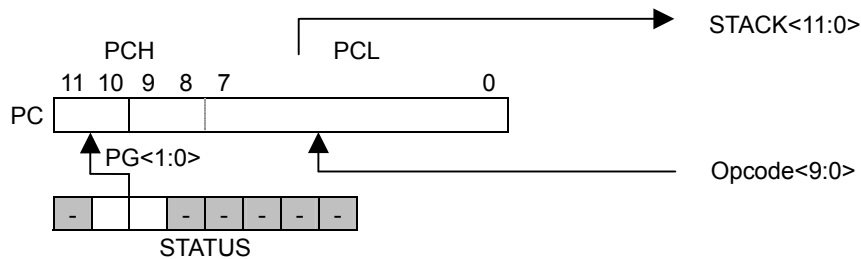 STACK<11:0>
PCH PCL
11 10 9 8 7 0
PC
PG<1:0>
Opcode<9:0>
- - - - - -
STATUS